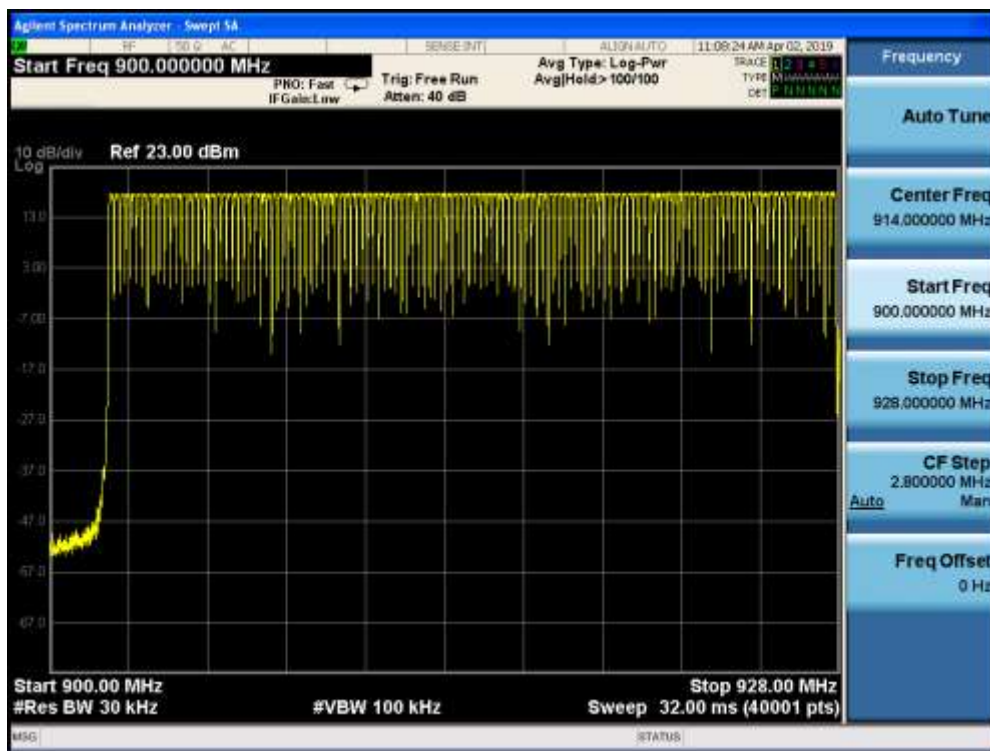 Agilent Spectrum Analyzer - Swept SA
RF 50 Ω AC SENSE:INT ALIGN AUTO 11:08:24 AM Apr 02, 2019
Start Freq 900.000000 MHz
PNO: Fast
IFGain:Low
Trig: Free Run
Atten: 40 dB
Avg Type: Log-Pwr
Avg|Hold:> 100/100
TRACE 1 2 3 4 5 6
TYPE M
DET P N N N N N
10 dB/div
Log
Ref 23.00 dBm
13.0
3.00
-7.00
-17.0
-27.0
-37.0
-47.0
-57.0
-67.0
Start 900.00 MHz
Stop 928.00 MHz
#Res BW 30 kHz
#VBW 100 kHz
Sweep 32.00 ms (40001 pts)
MSG
STATUS
Frequency
Auto Tune
Center Freq
914.000000 MHz
Start Freq
900.000000 MHz
Stop Freq
928.000000 MHz
CF Step
2.800000 MHz
Auto Man
Freq Offset
0 Hz